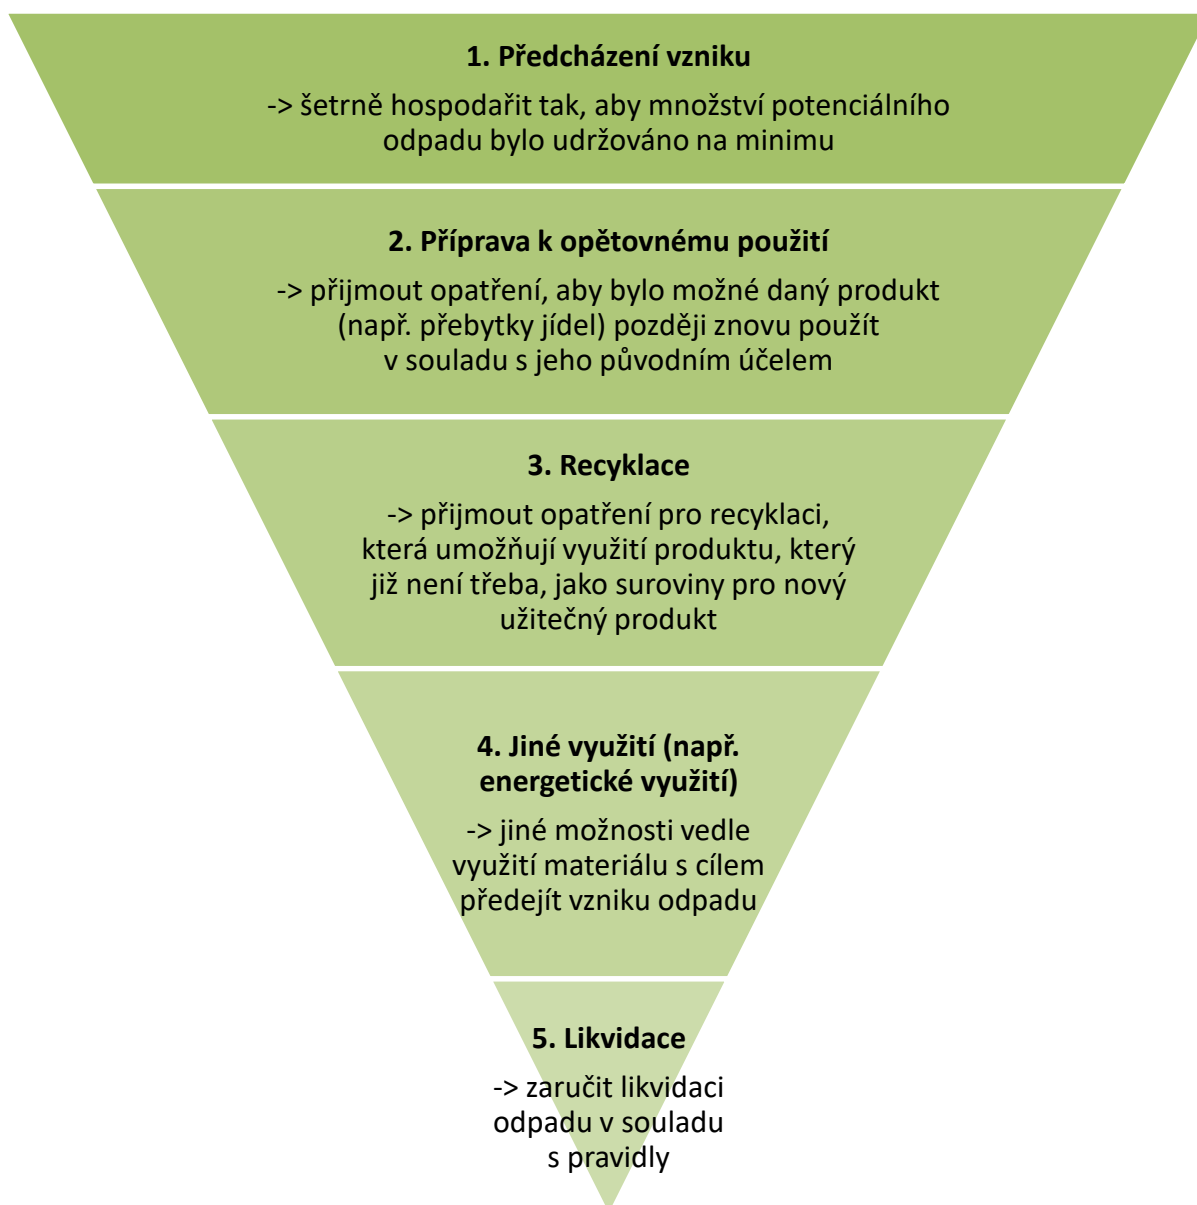 1. Předcházení vzniku
-> šetrně hospodařit tak, aby množství potenciálního
odpadu bylo udržováno na minimu
2. Příprava k opětovnému použití
-> přijmout opatření, aby bylo možné daný produkt
(např. přebytky jídel) později znovu použít
v souladu s jeho původním účelem
3. Recyklace
-> přijmout opatření pro recyklaci,
která umožňují využití produktu, který
již není třeba, jako suroviny pro nový
užitečný produkt
4. Jiné využití (např.
energetické využití)
-> jiné možnosti vedle
využití materiálu s cílem
předejít vzniku odpadu
5. Likvidace
-> zaručit likvidaci
odpadu v souladu
s pravidly